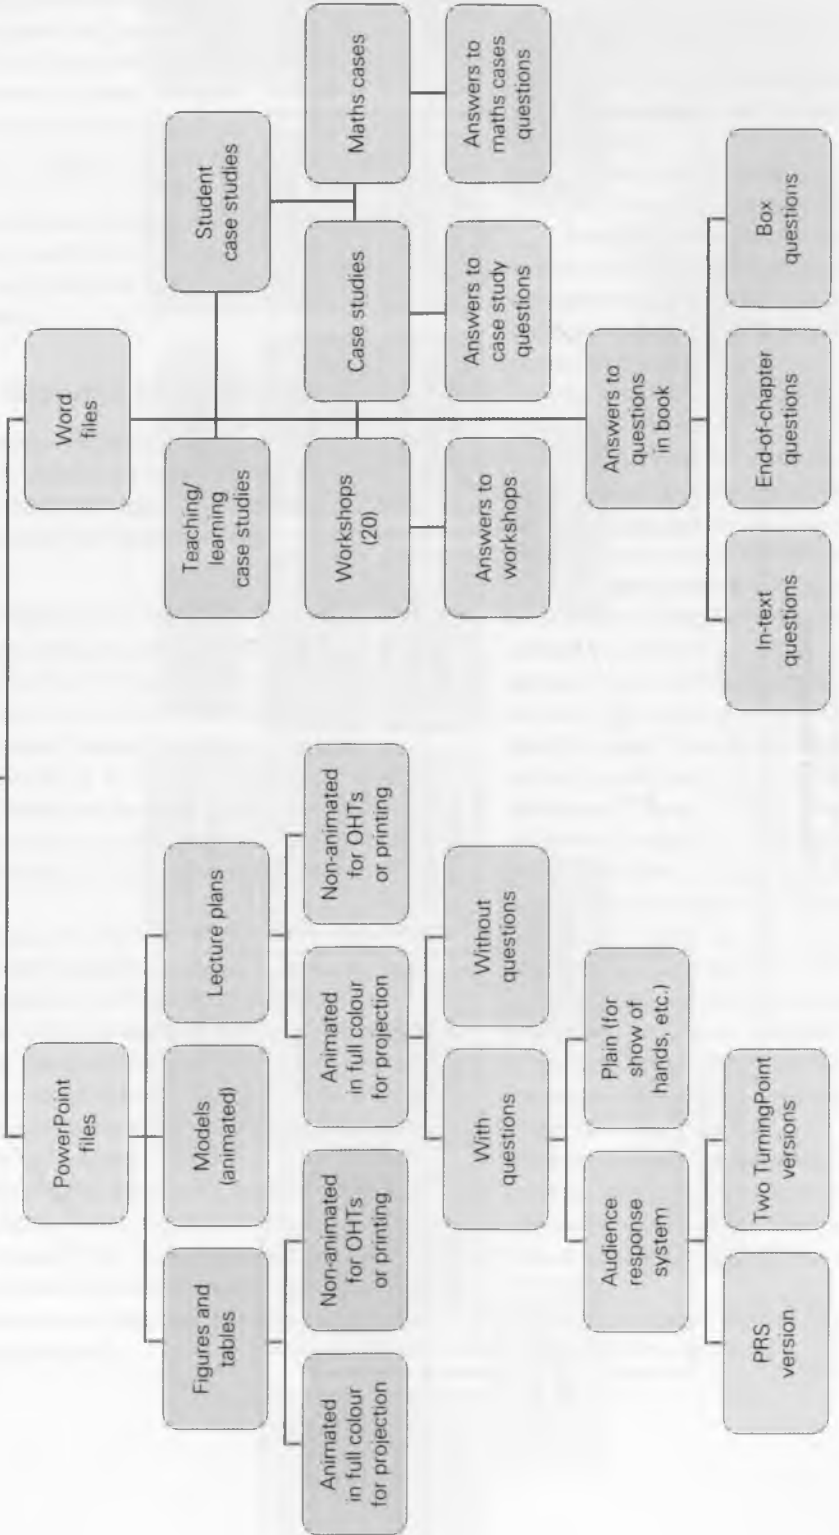 PowerPoint
files
Word
files
Figures and
tables
Models
(animated)
Lecture plans
Teaching/
learning
case studies
Student
case studies
Animated
in full colour
for projection
Non-animated
for OHTs
or printing
Animated
in full colour
for projection
Non-animated
for OHTs
or printing
Workshops
(20)
Case studies
Maths cases
With
questions
Without
questions
Answers to
workshops
Answers to
case study
questions
Answers to
maths cases
questions
Audience
response
system
Plain (for
show of
hands, etc.)
Answers to
questions
in book
PRS
version
Two TurningPoint
versions
In-text
questions
End-of-chapter
questions
Box
questions